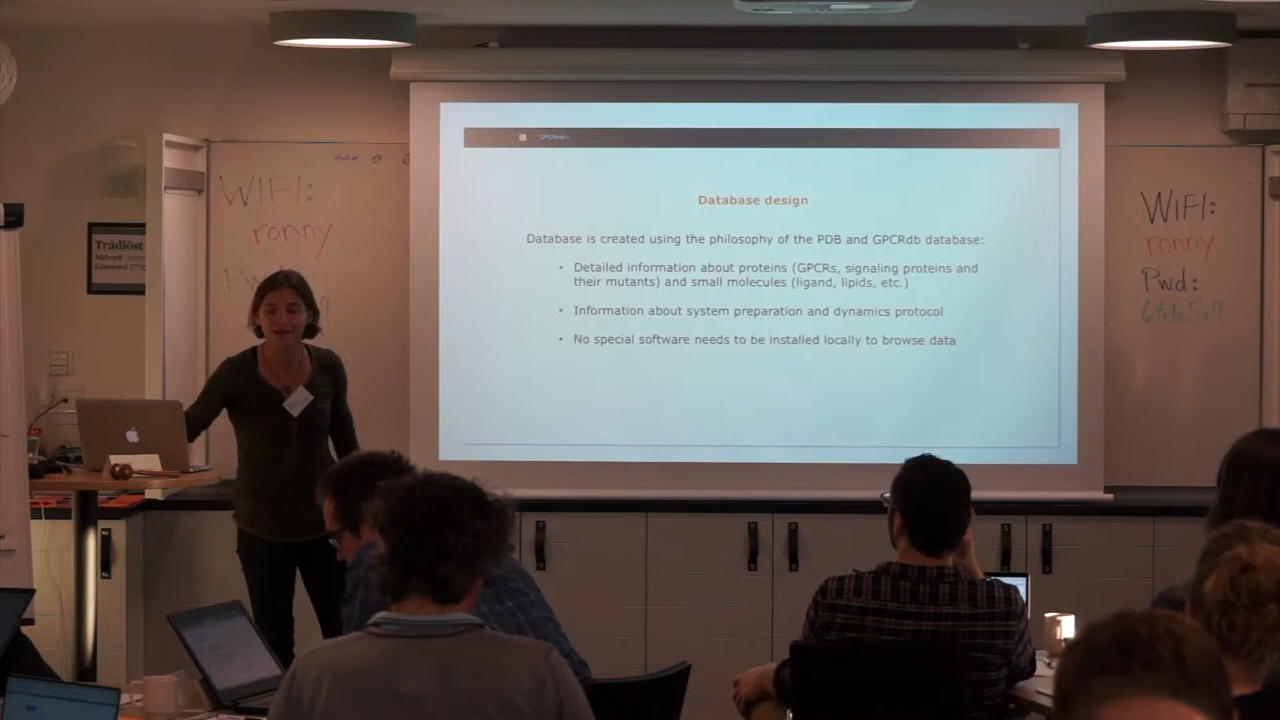 Database design
Database is created using the philosophy of the PDB and GPCRdb database:
• Detailed information about proteins (GPCRs, signaling proteins and
their mutants) and small molecules (ligand, lipids, etc.)
• Information about system preparation and dynamics protocol
• No special software needs to be installed locally to browse data
WIFI:
ronny
Trådlöst
WIFI:
ronny
Pwd: